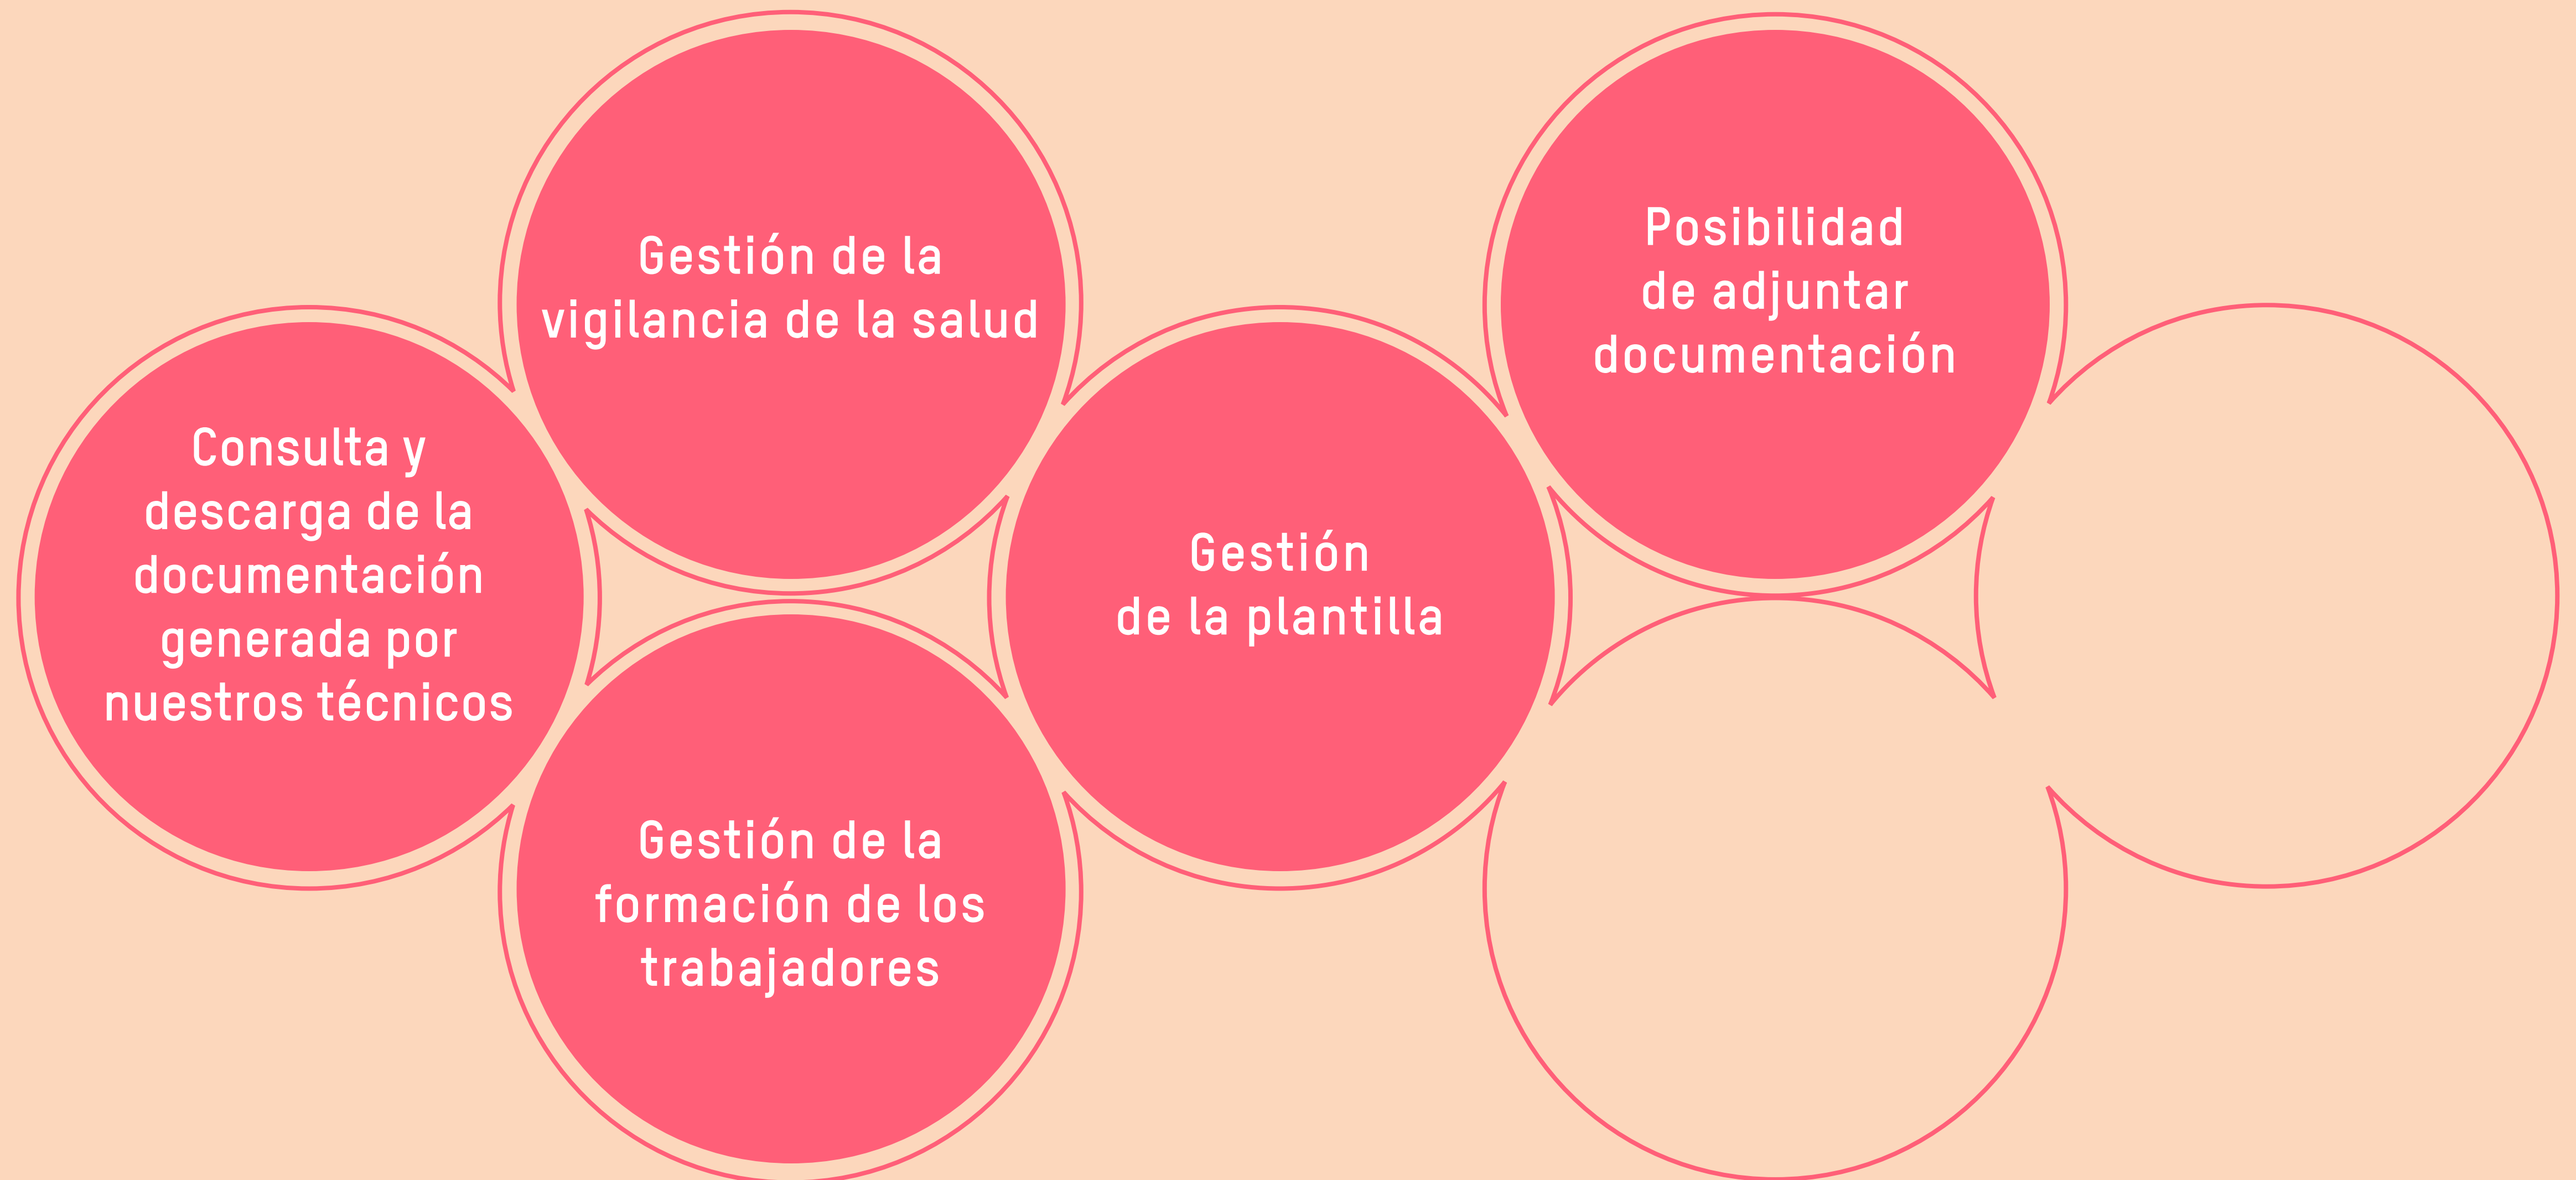 Consulta y
descarga de la
documentación
generada por
nuestros técnicos
Gestión de la
vigilancia de la salud
Gestión de la
formación de los
trabajadores
Gestión
de la plantilla
Posibilidad
de adjuntar
documentación